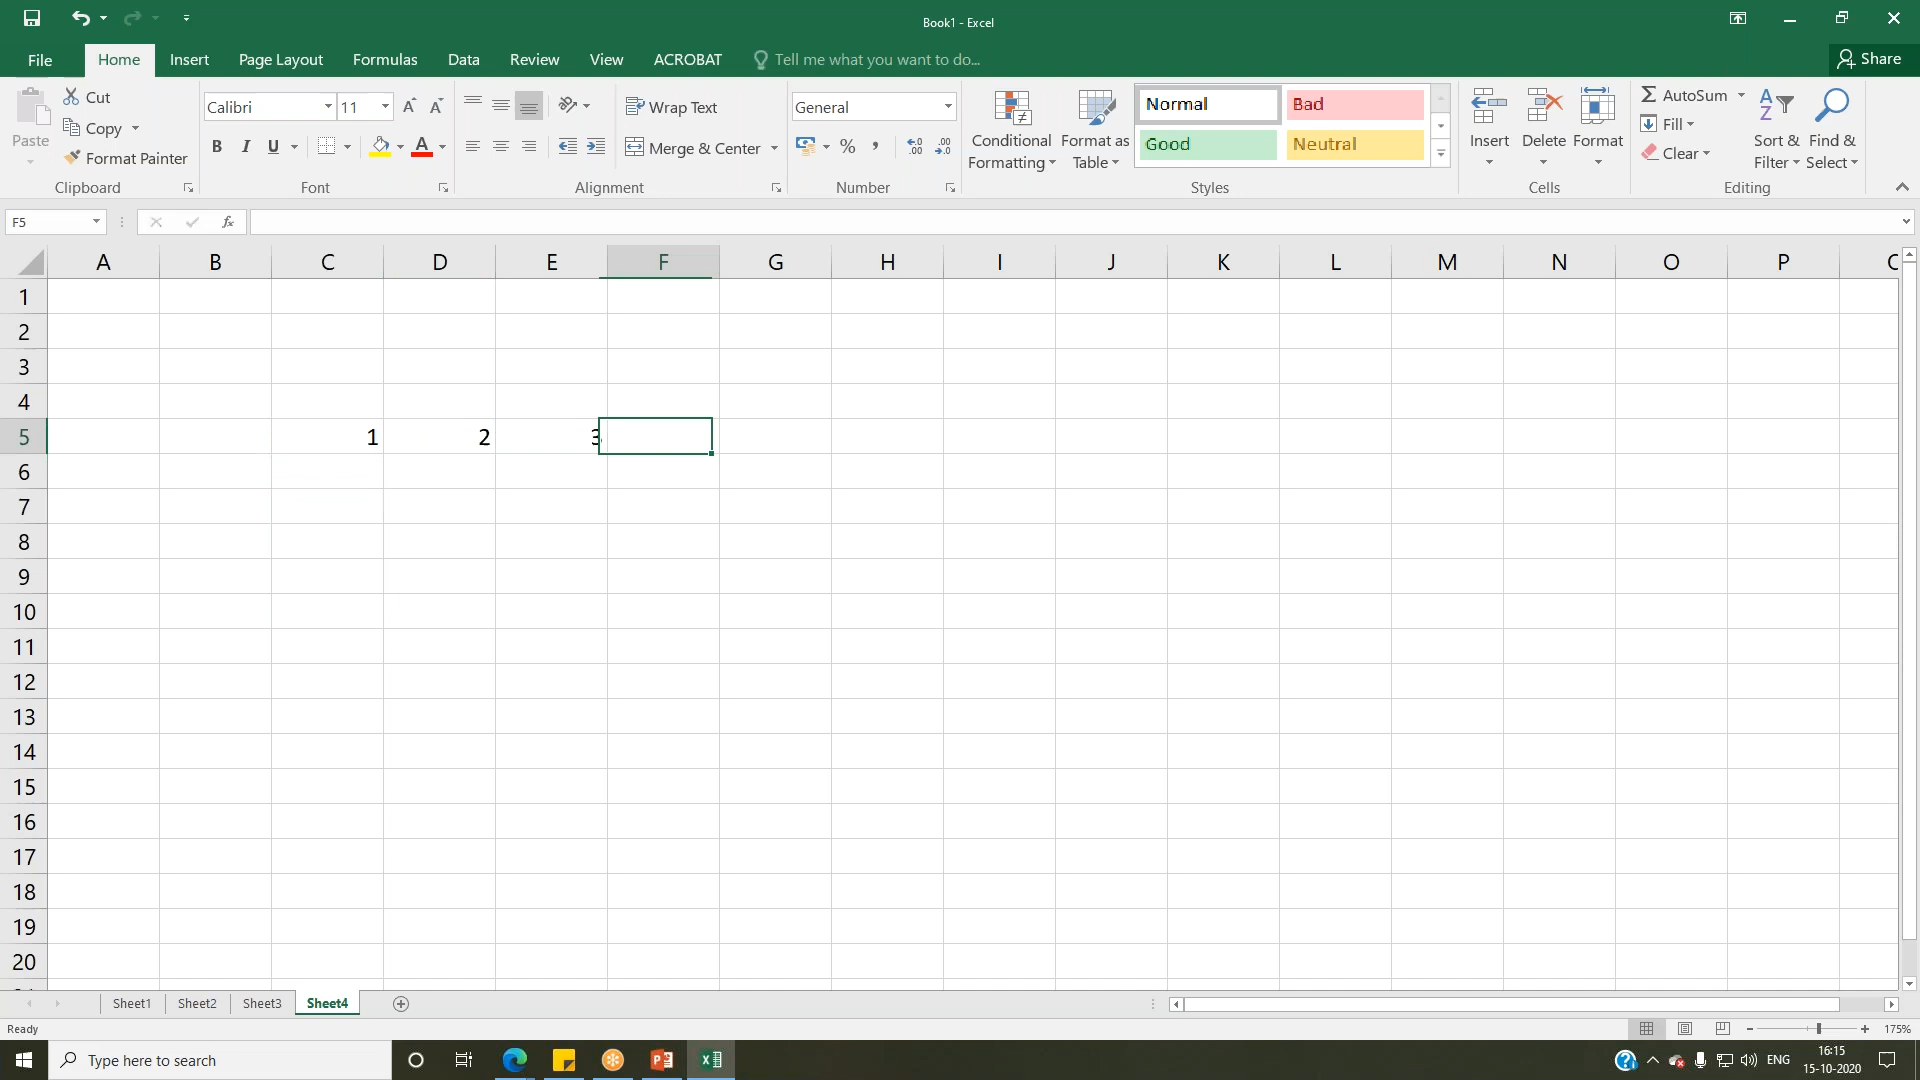 Book1 - Excel
File Home Insert Page Layout Formulas Data Review View ACROBAT Tell me what you want to do... Share
Paste
Cut
Copy
Format Painter
Clipboard
Calibri 11
B I U A
Font
Wrap Text
Merge & Center
Alignment
General
% , .00 .0
Number
Conditional Formatting
Format as Table
Normal Bad
Good Neutral
Styles
Insert Delete Format
Cells
AutoSum
Fill
Clear
Sort & Filter
Find & Select
Editing
F5 fx
A B C D E F G H I J K L M N O P
1
2
3
4
5 1 2 3
6
7
8
9
10
11
12
13
14
15
16
17
18
19
20
Sheet1 Sheet2 Sheet3 Sheet4
Ready 175%
Type here to search ENG 16:15
15-10-2020